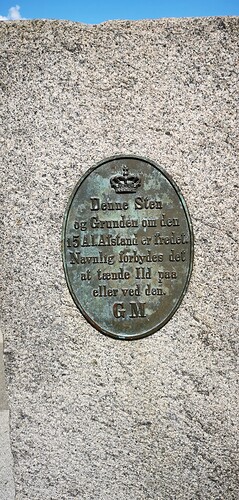 Denne Sten
og Grunden om den
15 Al. Afstand er fredet.
Navnlig forbydes det
at tænde Ild paa
eller ved den.
GM